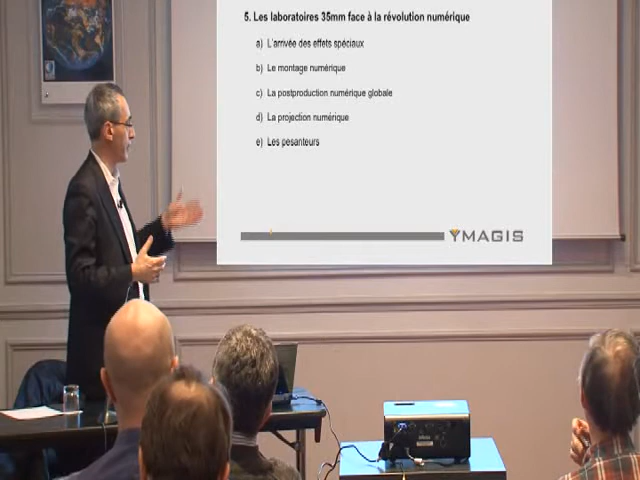 5. Les laboratoires 35mm face à la révolution numérique
a) L'arrivée des effets spéciaux
b) Le montage numérique
c) La postproduction numérique globale
d) La projection numérique
e) Les pesanteurs
YMAGIS